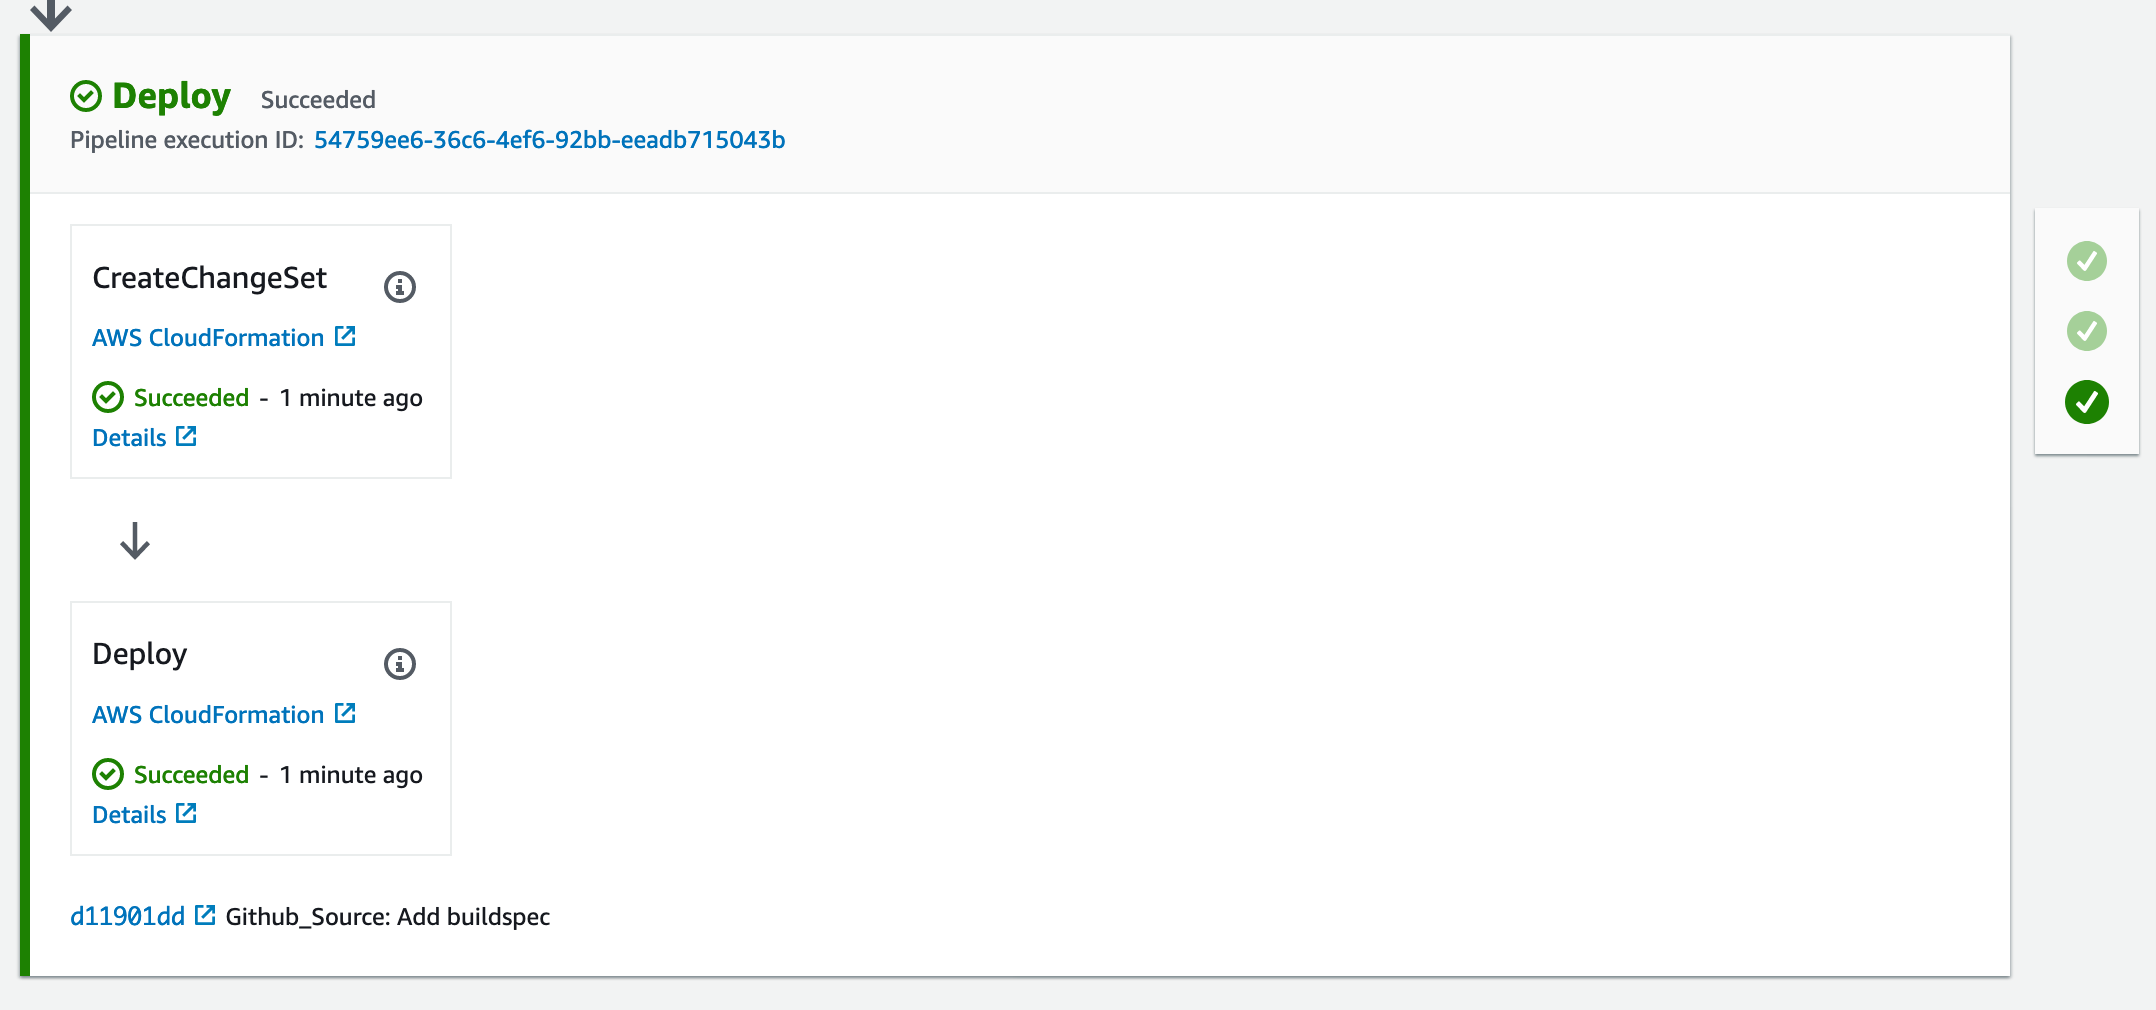 Deploy Succeeded
Pipeline execution ID: 54759ee6-36c6-4ef6-92bb-eeadb715043b
CreateChangeSet
AWS CloudFormation
Succeeded - 1 minute ago
Details
Deploy
AWS CloudFormation
Succeeded - 1 minute ago
Details
d11901dd Github_Source: Add buildspec